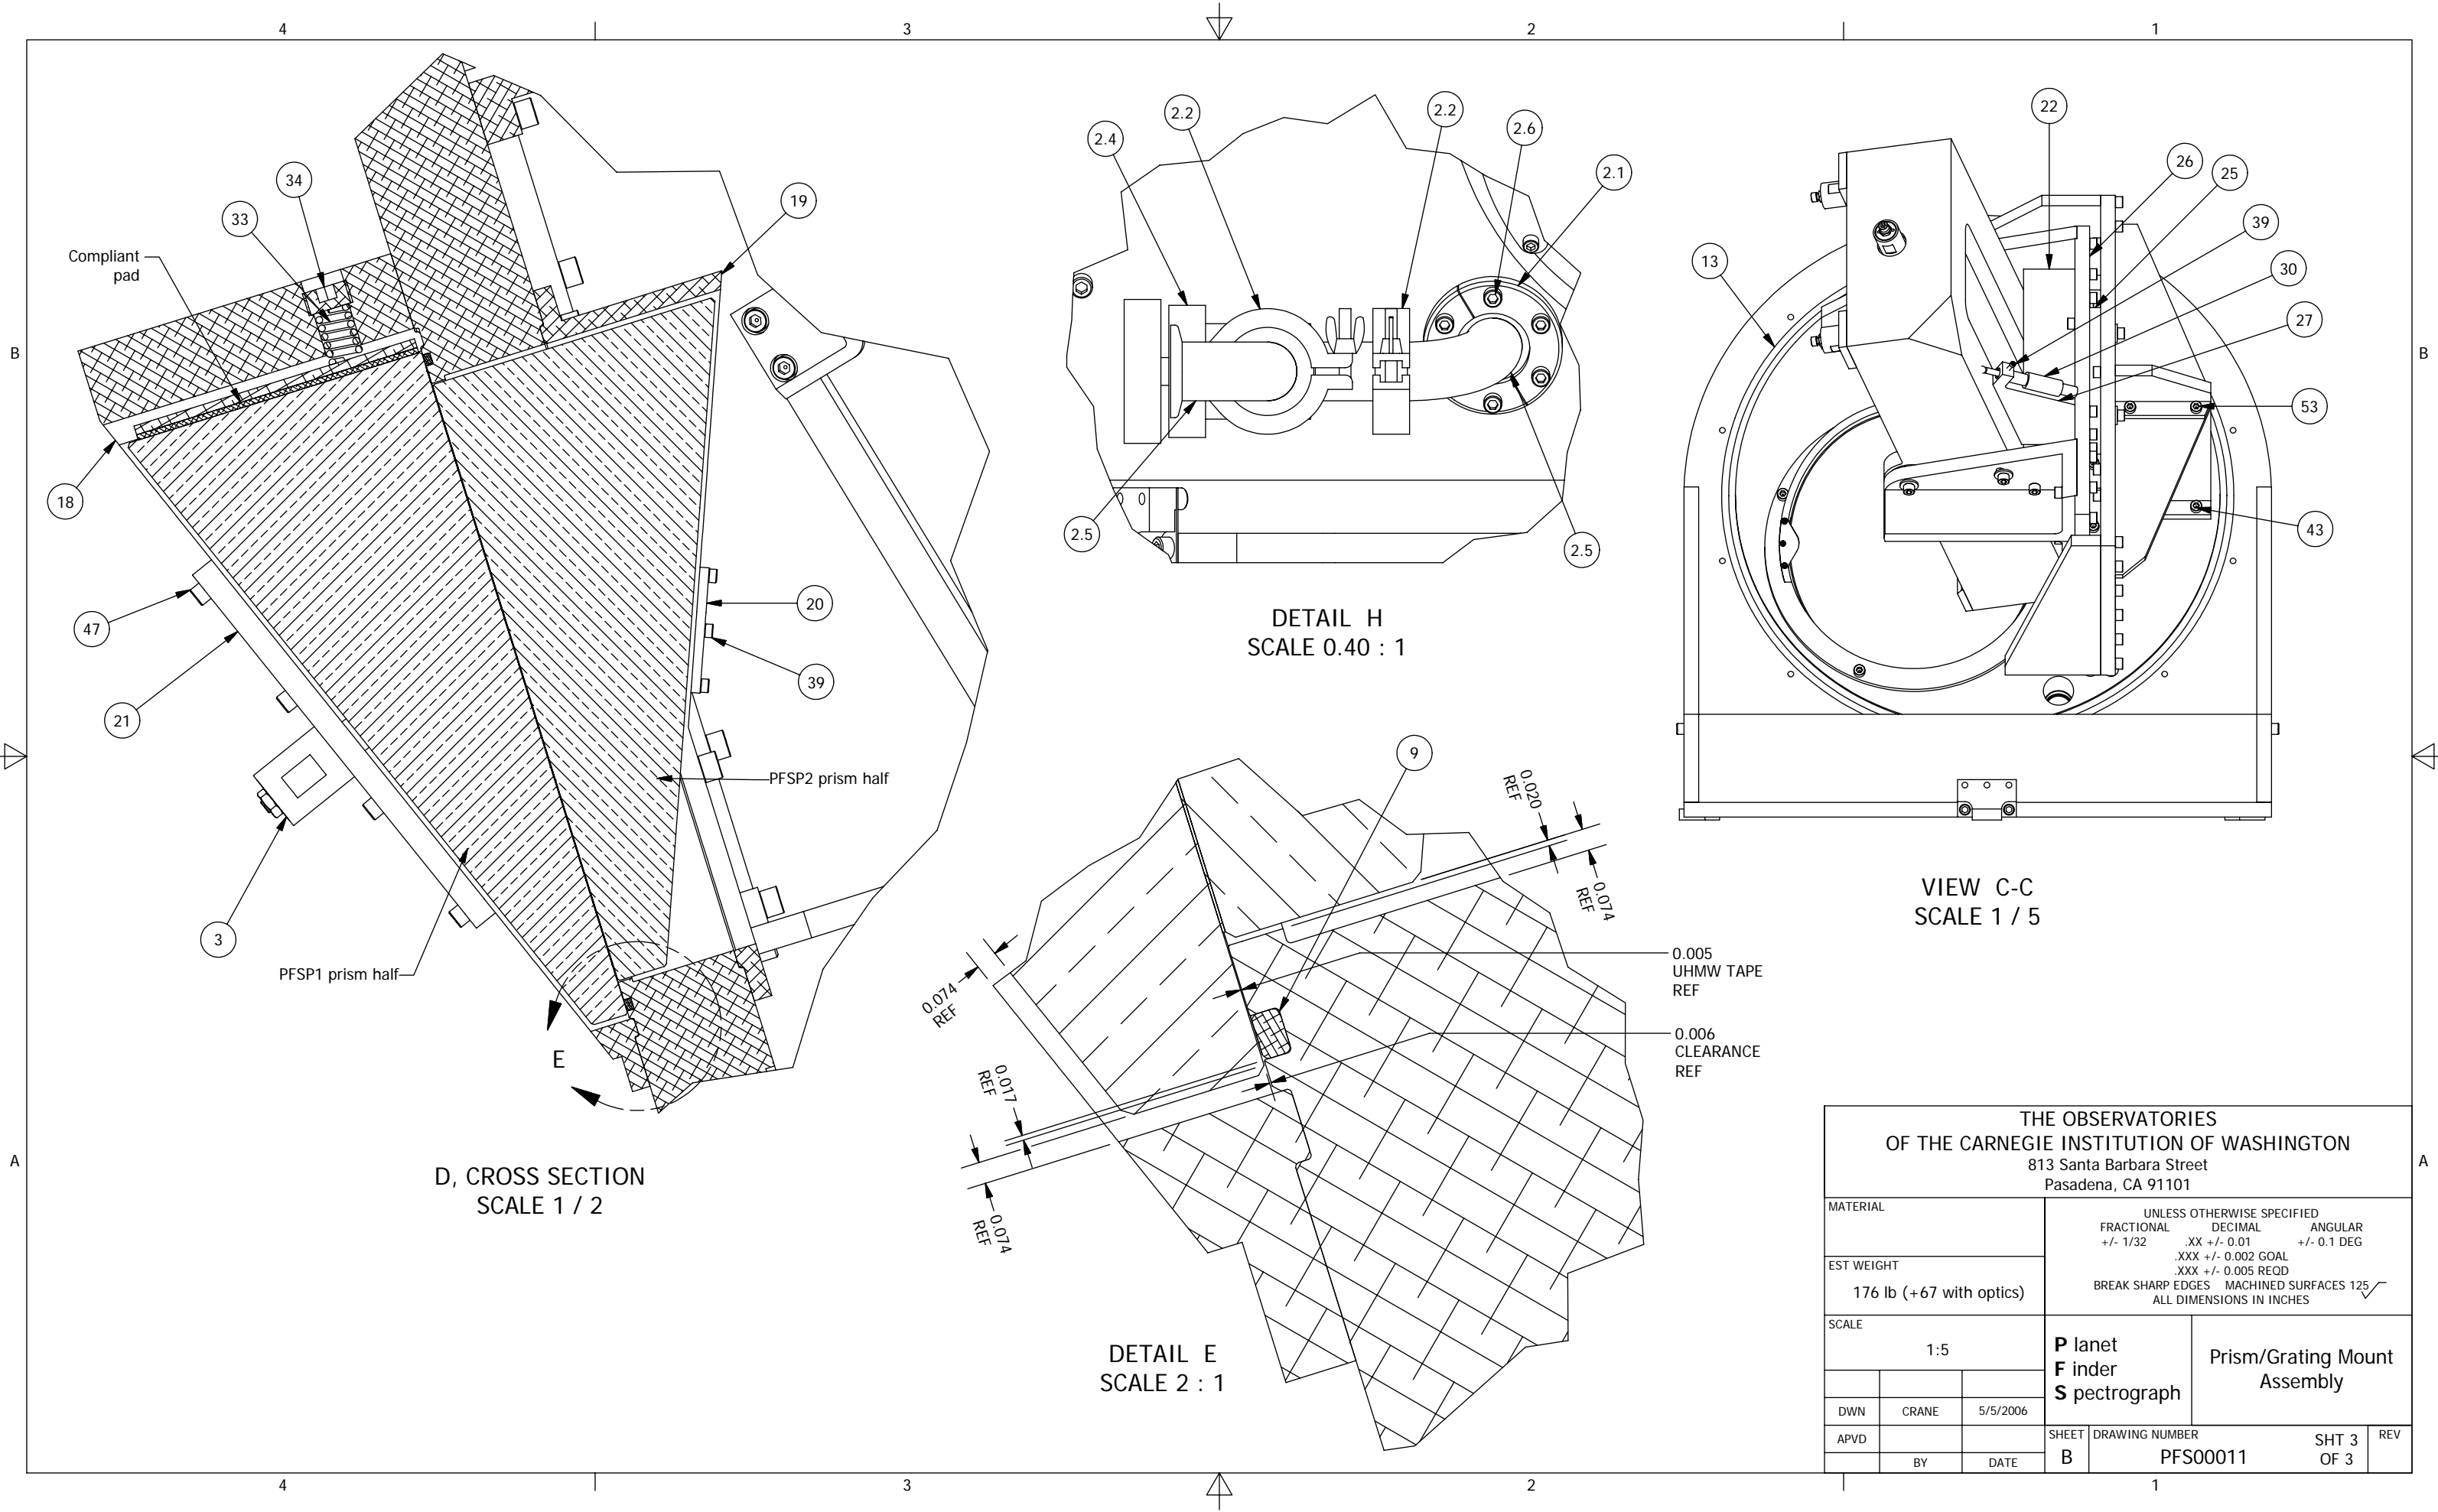 4
3
2
1
B
A
B
A
4
3
2
1
34
33
19
Compliant
pad
18
47
21
20
39
3
PFSP2 prism half
PFSP1 prism half
E
D, CROSS SECTION
SCALE 1 / 2
2.4
2.2
2.2
2.6
2.1
2.5
2.5
DETAIL H
SCALE 0.40 : 1
22
26
25
39
30
27
13
53
43
VIEW C-C
SCALE 1 / 5
9
0.020
REF
0.074
REF
0.005
UHMW TAPE
REF
0.006
CLEARANCE
REF
0.074
REF
0.017
REF
0.074
REF
DETAIL E
SCALE 2 : 1
THE OBSERVATORIES
OF THE CARNEGIE INSTITUTION OF WASHINGTON
813 Santa Barbara Street
Pasadena, CA 91101
MATERIAL
UNLESS OTHERWISE SPECIFIED
FRACTIONAL DECIMAL ANGULAR
+/- 1/32 .XX +/- 0.01 +/- 0.1 DEG
.XXX +/- 0.002 GOAL
.XXX +/- 0.005 REQD
BREAK SHARP EDGES MACHINED SURFACES 125
ALL DIMENSIONS IN INCHES
EST WEIGHT
176 lb (+67 with optics)
SCALE
1:5
P lanet
F inder
S pectrograph
Prism/Grating Mount
Assembly
DWN CRANE 5/5/2006
APVD
BY DATE
SHEET
B
DRAWING NUMBER
PFS00011
SHT 3
OF 3
REV